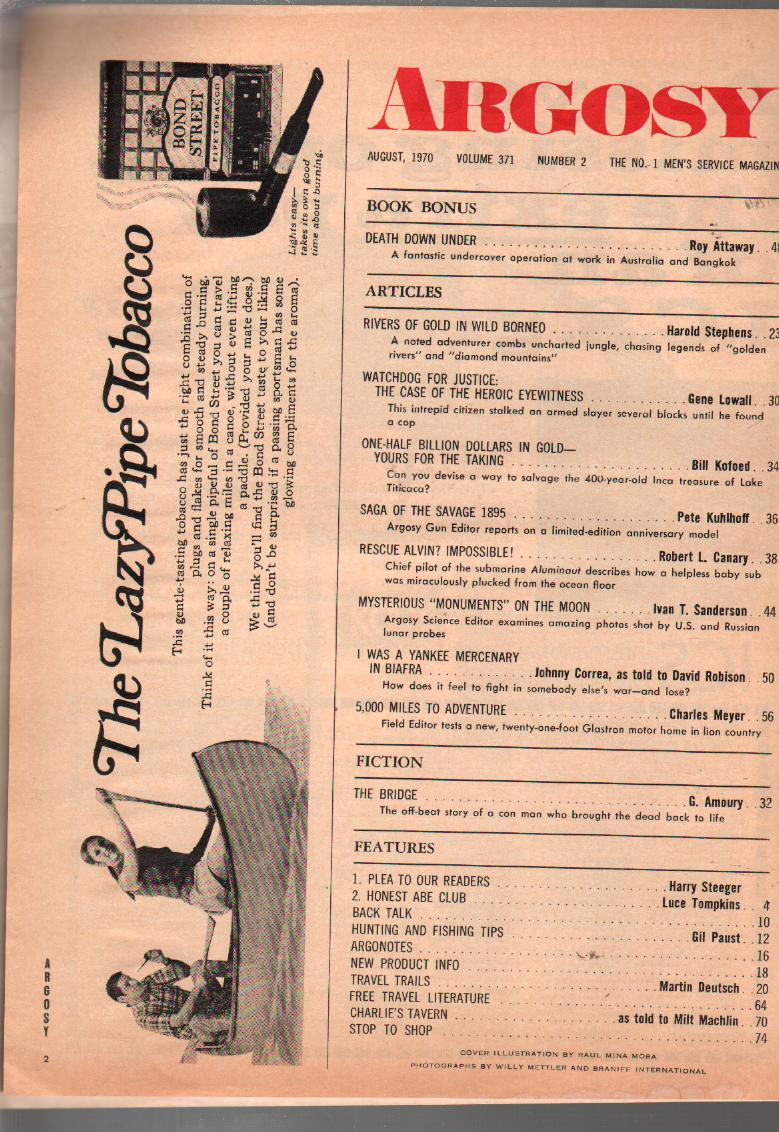 ARGOSY
AUGUST, 1970 VOLUME 371 NUMBER 2 THE NO. 1 MEN'S SERVICE MAGAZIN
BOOK BONUS
DEATH DOWN UNDER . . . . . . . . . . Roy Attaway . . 4
A fantastic undercover operation at work in Australia and Bangkok
ARTICLES
RIVERS OF GOLD IN WILD BORNEO . . . . . . . . . . Harold Stephens . . 23
A noted adventurer combs uncharted jungle, chasing legends of "golden
rivers" and "diamond mountains"
WATCHDOG FOR JUSTICE:
THE CASE OF THE HEROIC EYEWITNESS . . . . . . . . . . Gene Lowall . . 30
This intrepid citizen stalked an armed slayer several blocks until he found
a cop
ONE-HALF BILLION DOLLARS IN GOLD—
YOURS FOR THE TAKING . . . . . . . . . . Bill Kofoed . . 34
Can you devise a way to salvage the 400-year-old Inca treasure of Lake
Titicaca?
SAGA OF THE SAVAGE 1895 . . . . . . . . . . Pete Kuhlhoff . . 36
Argosy Gun Editor reports on a limited-edition anniversary model
RESCUE ALVIN? IMPOSSIBLE! . . . . . . . . . . Robert L. Canary . . 38
Chief pilot of the submarine Aluminaut describes how a helpless baby sub
was miraculously plucked from the ocean floor
MYSTERIOUS "MONUMENTS" ON THE MOON . . . . . . . Ivan T. Sanderson . . 44
Argosy Science Editor examines amazing photos shot by U.S. and Russian
lunar probes
I WAS A YANKEE MERCENARY
IN BIAFRA . . . . . . . . . . Johnny Correa, as told to David Robison . . 50
How does it feel to fight in somebody else's war—and lose?
5,000 MILES TO ADVENTURE . . . . . . . . . . Charles Meyer . . 56
Field Editor tests a new, twenty-one-foot Glastron motor home in lion country
FICTION
THE BRIDGE . . . . . . . . . . G. Amoury . . 32
The off-beat story of a con man who brought the dead back to life
FEATURES
1. PLEA TO OUR READERS . . . . . . . . . . Harry Steeger
2. HONEST ABE CLUB . . . . . . . . . . Luce Tompkins . . 4
BACK TALK . . . . . . . . . . 10
HUNTING AND FISHING TIPS . . . . . . . . . . Gil Paust . . 12
ARGONOTES . . . . . . . . . . 16
NEW PRODUCT INFO . . . . . . . . . . 18
TRAVEL TRAILS . . . . . . . . . . Martin Deutsch . . 20
FREE TRAVEL LITERATURE . . . . . . . . . . 64
CHARLIE'S TAVERN . . . . . . . . . . as told to Milt Machlin . . 70
STOP TO SHOP . . . . . . . . . . 74
COVER ILLUSTRATION BY RAUL MINA MORA
PHOTOGRAPHS BY WILLY METTLER AND BRANIFF INTERNATIONAL
The Lazy Pipe Tobacco
This gentle-tasting tobacco has just the right combination of
plugs and flakes for smooth and steady burning.
Think of it this way: on a single pipeful of Bond Street you can travel
a couple of relaxing miles in a canoe, without even lifting
a paddle. (Provided your mate does.)
We think you'll find the Bond Street taste to your liking
(and don't be surprised if a passing sportsman has some
glowing compliments for the aroma).
BOND
STREET
PIPE TOBACCO
Lights easy—
takes its own good
time about burning.
ARGOSY
2